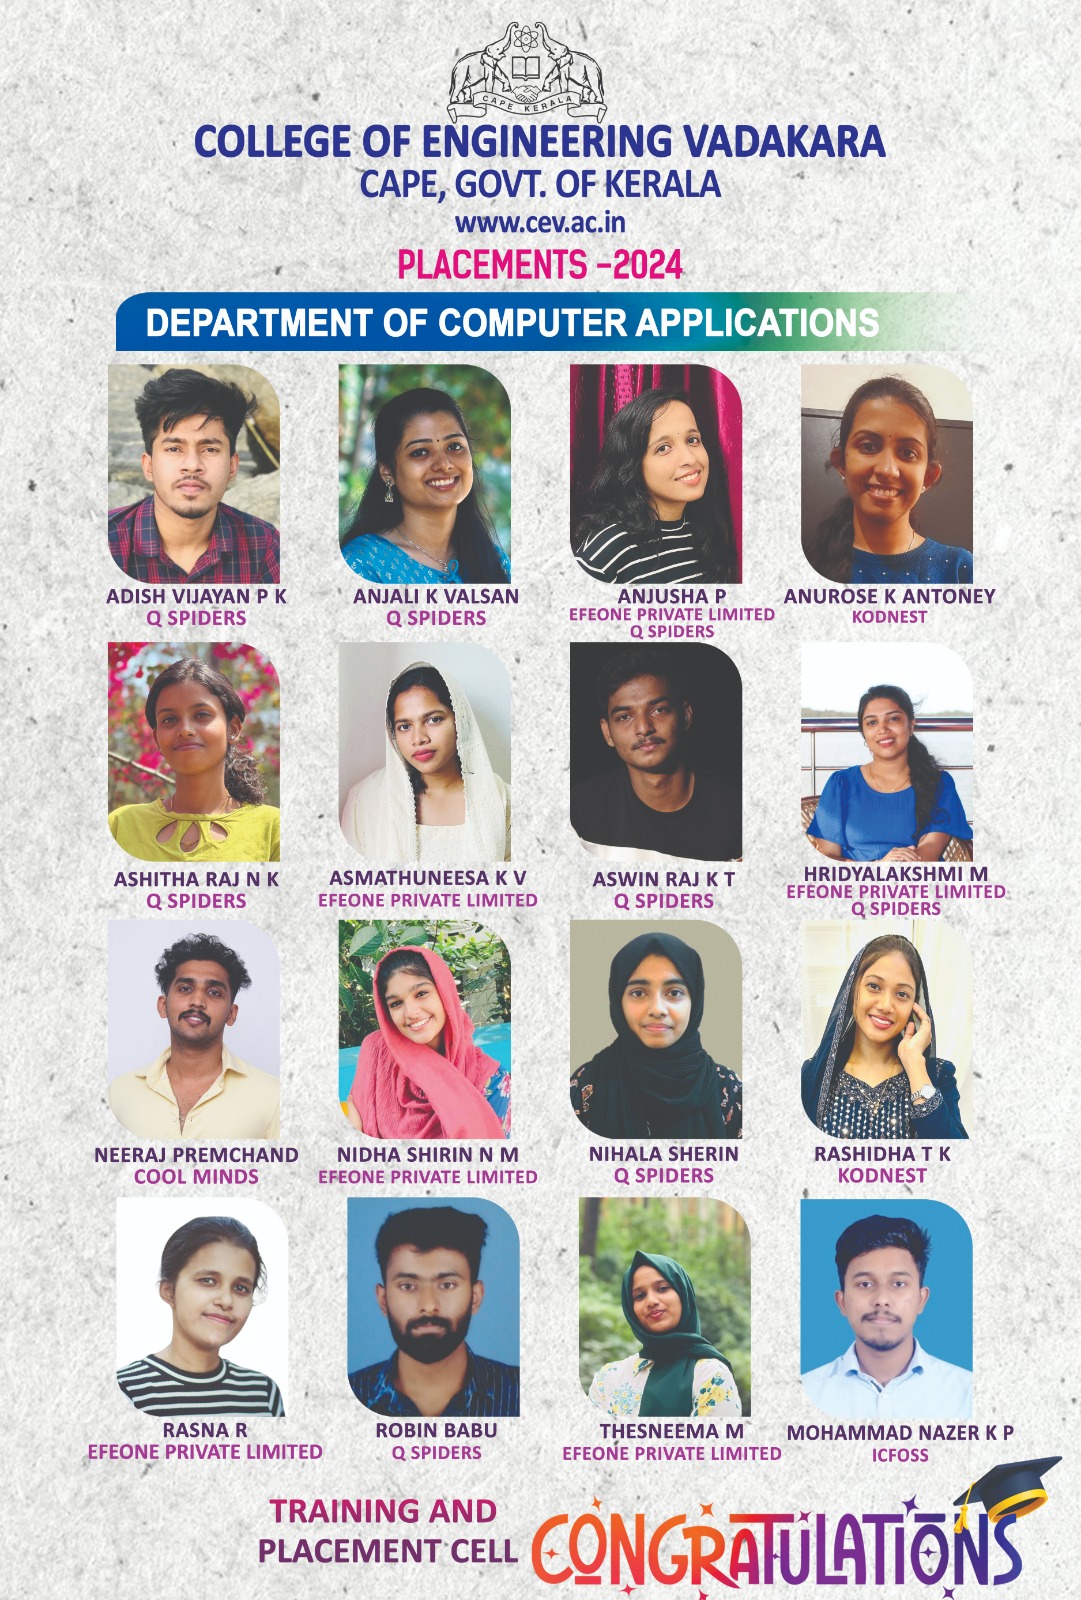 CAPE KERALA
COLLEGE OF ENGINEERING VADAKARA
CAPE, GOVT. OF KERALA
www.cev.ac.in
PLACEMENTS -2024
DEPARTMENT OF COMPUTER APPLICATIONS
ADISH VIJAYAN P K
Q SPIDERS
ANJALI K VALSAN
Q SPIDERS
ANJUSHA P
EFEONE PRIVATE LIMITED
Q SPIDERS
ANUROSE K ANTONEY
KODNEST
ASHITHA RAJ N K
Q SPIDERS
ASMATHUNEESA K V
EFEONE PRIVATE LIMITED
ASWIN RAJ K T
Q SPIDERS
HRIDYALAKSHMI M
EFEONE PRIVATE LIMITED
Q SPIDERS
NEERAJ PREMCHAND
COOL MINDS
NIDHA SHIRIN N M
EFEONE PRIVATE LIMITED
NIHALA SHERIN
Q SPIDERS
RASHIDHA T K
KODNEST
RASNA R
EFEONE PRIVATE LIMITED
ROBIN BABU
Q SPIDERS
THESNEEMA M
EFEONE PRIVATE LIMITED
MOHAMMAD NAZER K P
ICFOSS
TRAINING AND
PLACEMENT CELL
CONGRATULATIONS